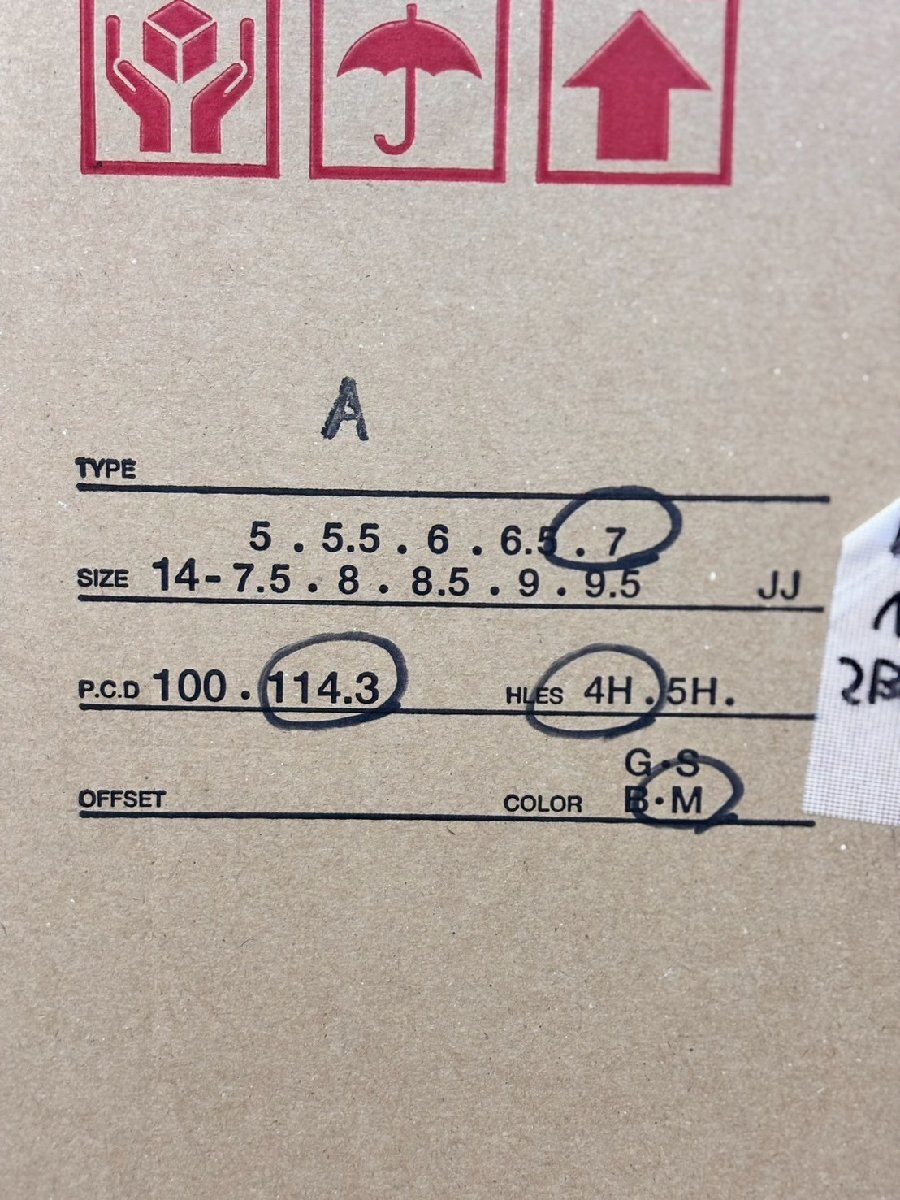 A
TYPE
5 . 5.5 . 6 . 6.5 . 7
SIZE 14-7.5 . 8 . 8.5 . 9 . 9.5 JJ
P.C.D 100 . 114.3 HLES 4H . 5H.
G・S
OFFSET COLOR B・M